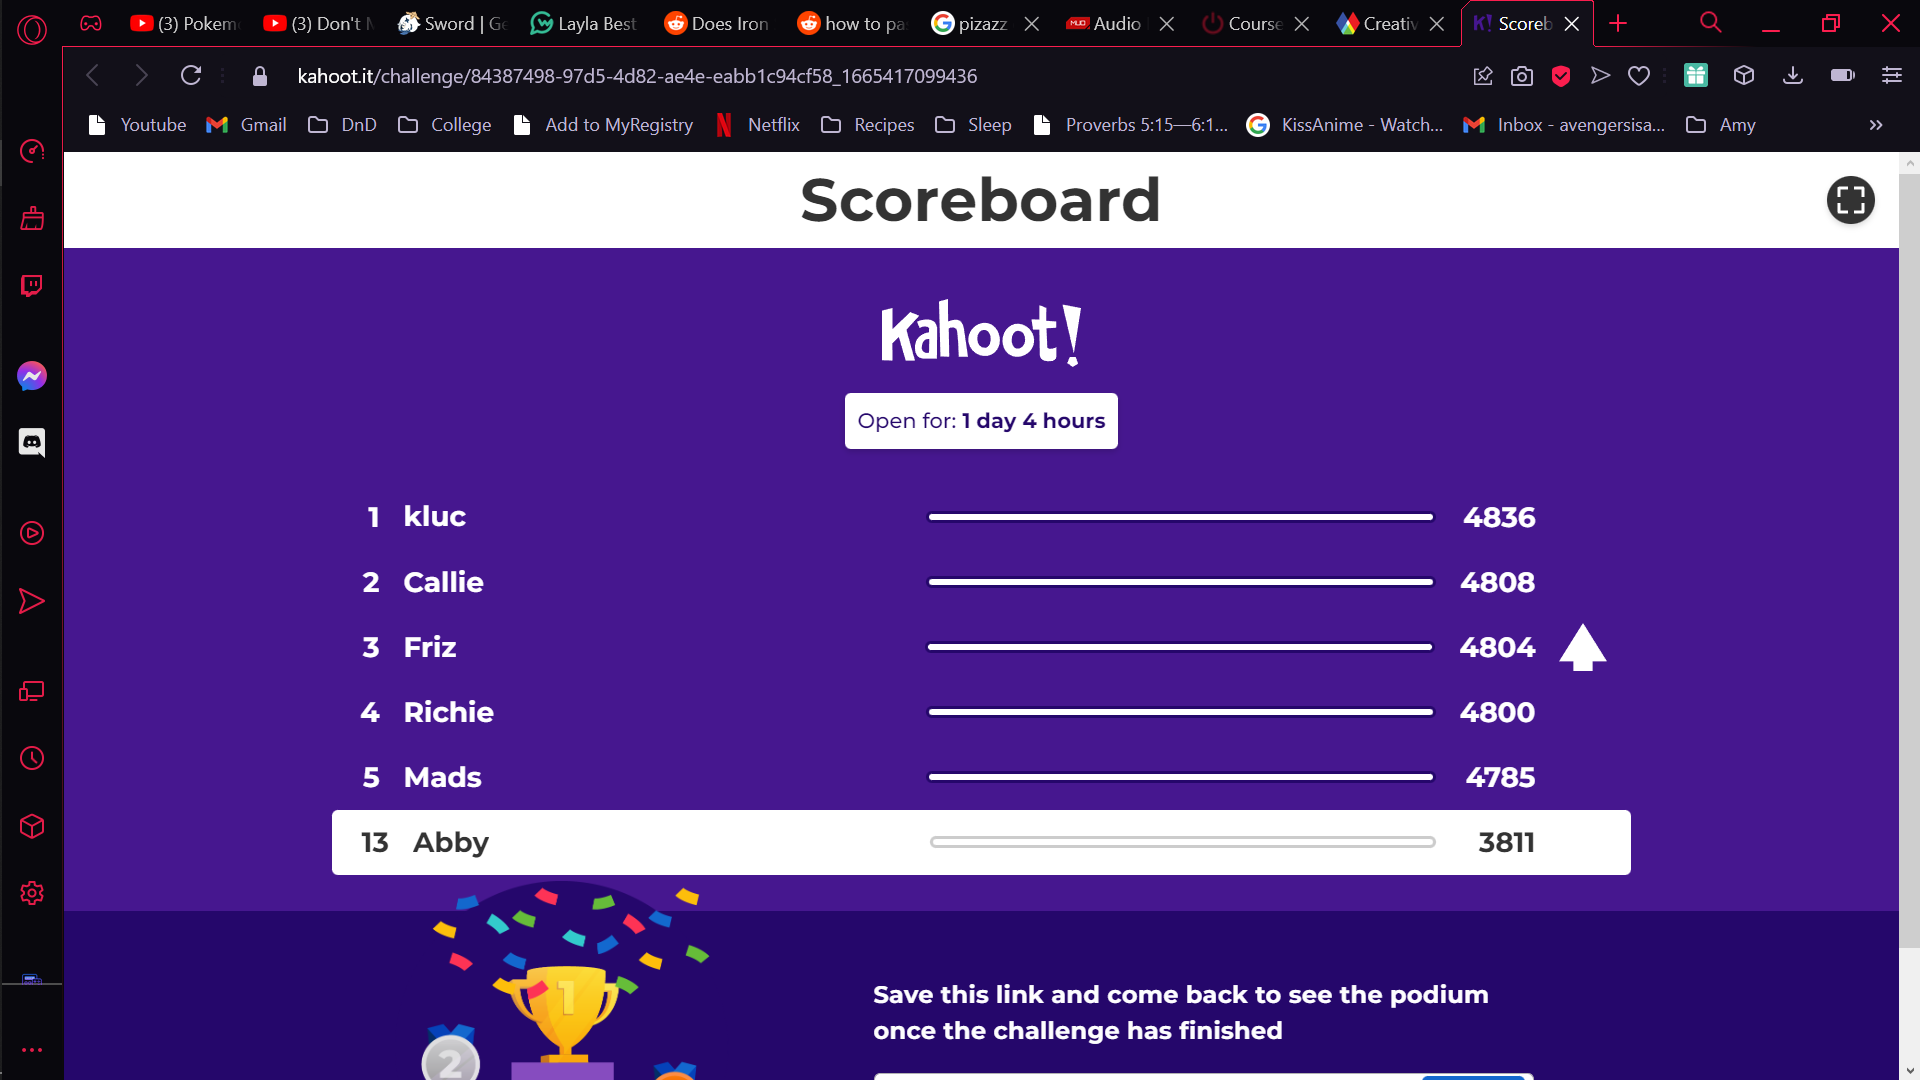 (3) Pokem
(3) Don't M
Sword | Ge
Layla Best
Does Iron
how to pa
pizazz
Audio
Course
Creativ
Scoreb
kahoot.it/challenge/84387498-97d5-4d82-ae4e-eabb1c94cf58_1665417099436
Youtube
Gmail
DnD
College
Add to MyRegistry
Netflix
Recipes
Sleep
Proverbs 5:15—6:1...
KissAnime - Watch...
Inbox - avengersisa...
Amy
Scoreboard
Kahoot!
Open for: 1 day 4 hours
1 kluc 4836
2 Callie 4808
3 Friz 4804
4 Richie 4800
5 Mads 4785
13 Abby 3811
1
2
Save this link and come back to see the podium
once the challenge has finished